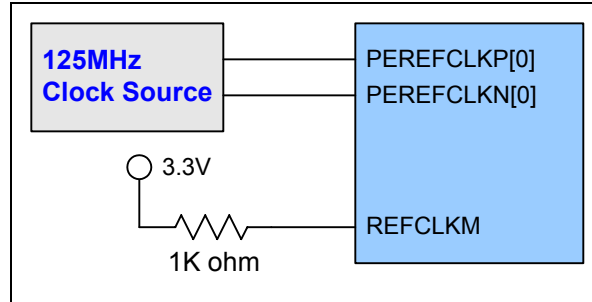 125MHz
Clock Source
PEREFCLKP[0]
PEREFCLKN[0]
3.3V
REFCLKM
1K ohm